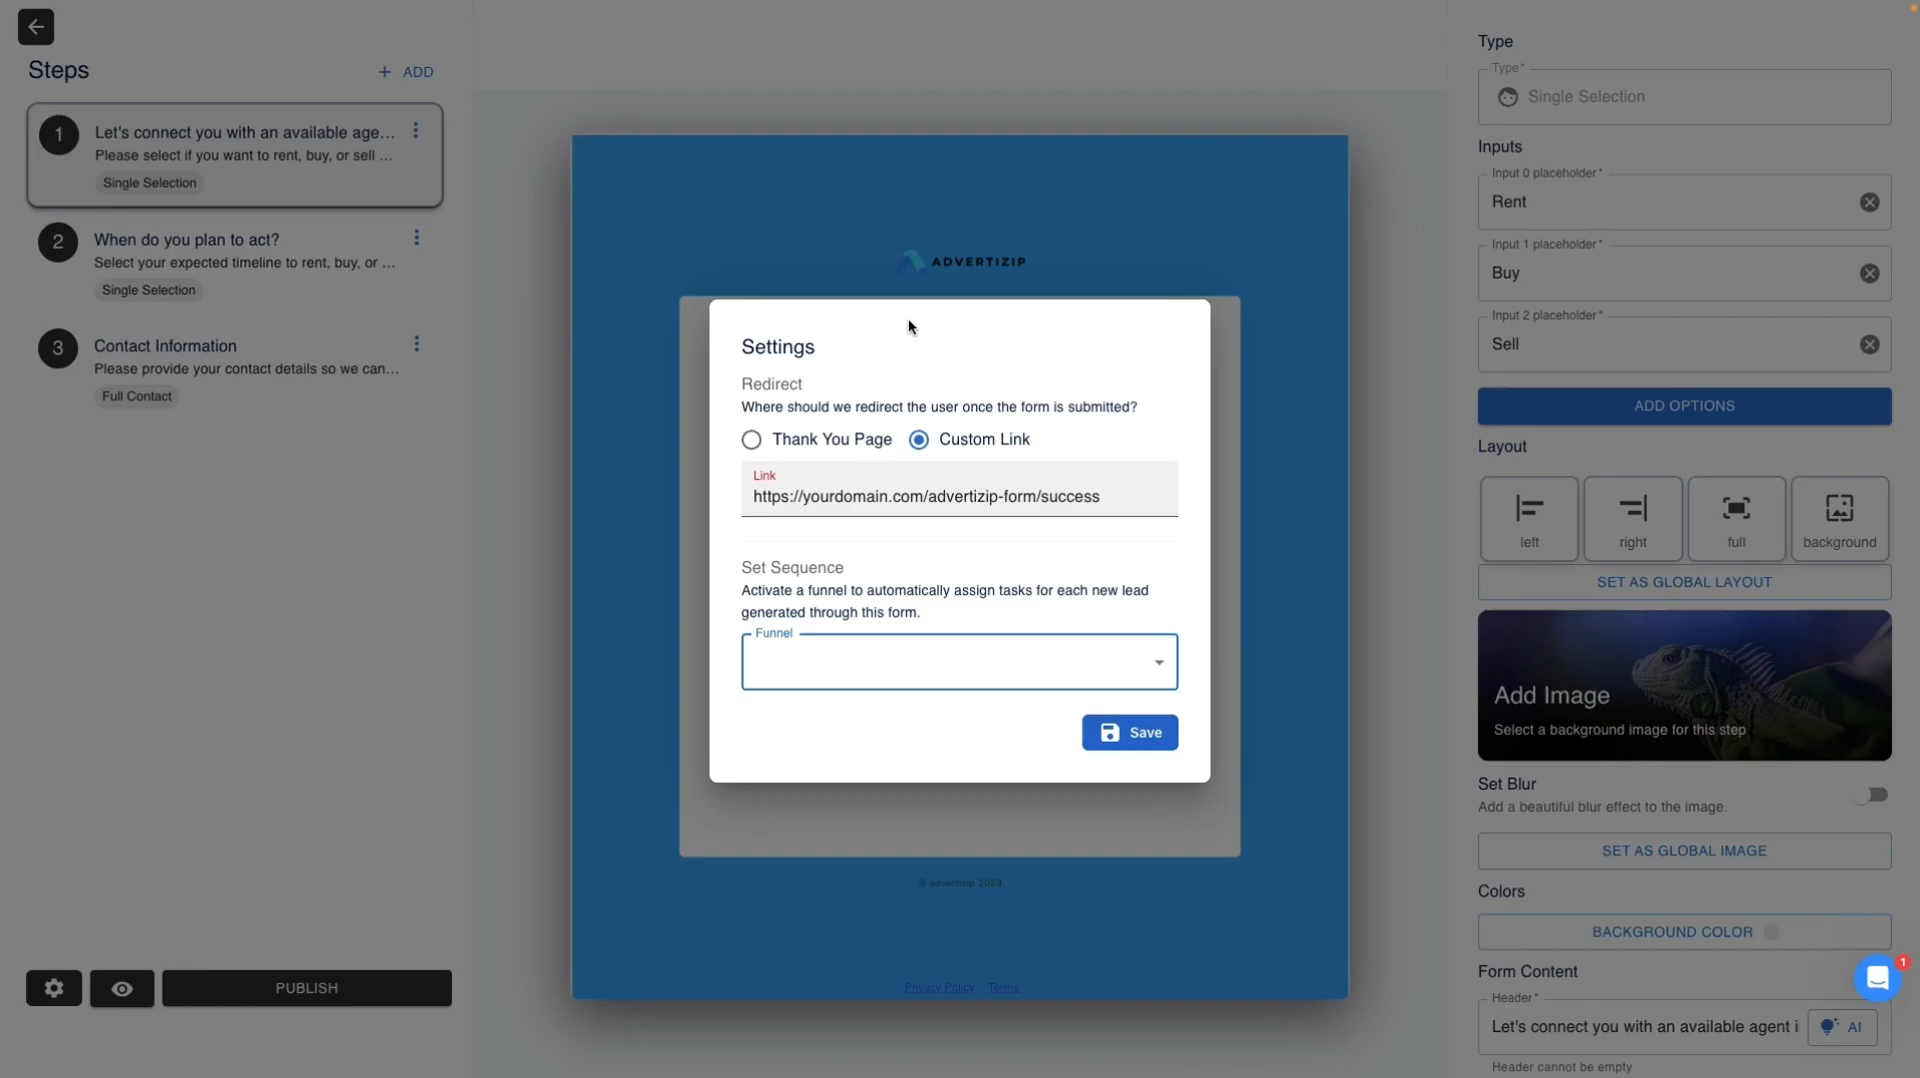 Steps
ADD
1
Let's connect you with an available age...
Please select if you want to rent, buy, or sell ...
Single Selection
2
When do you plan to act?
Select your expected timeline to rent, buy, or ...
Single Selection
3
Contact Information
Please provide your contact details so we can...
Full Contact
PUBLISH
ADVERTIZIP
Settings
Redirect
Where should we redirect the user once the form is submitted?
Thank You Page
Custom Link
Link
https://yourdomain.com/advertizip-form/success
Set Sequence
Activate a funnel to automatically assign tasks for each new lead
generated through this form.
Funnel
Save
© advertizip 2024
Privacy Policy Terms
Type
Type*
Single Selection
Inputs
Input 0 placeholder*
Rent
Input 1 placeholder*
Buy
Input 2 placeholder*
Sell
ADD OPTIONS
Layout
left
right
full
background
SET AS GLOBAL LAYOUT
Add Image
Select a background image for this step
Set Blur
Add a beautiful blur effect to the image.
SET AS GLOBAL IMAGE
Colors
BACKGROUND COLOR
1
Form Content
Header*
Let's connect you with an available agent i
AI
Header cannot be empty